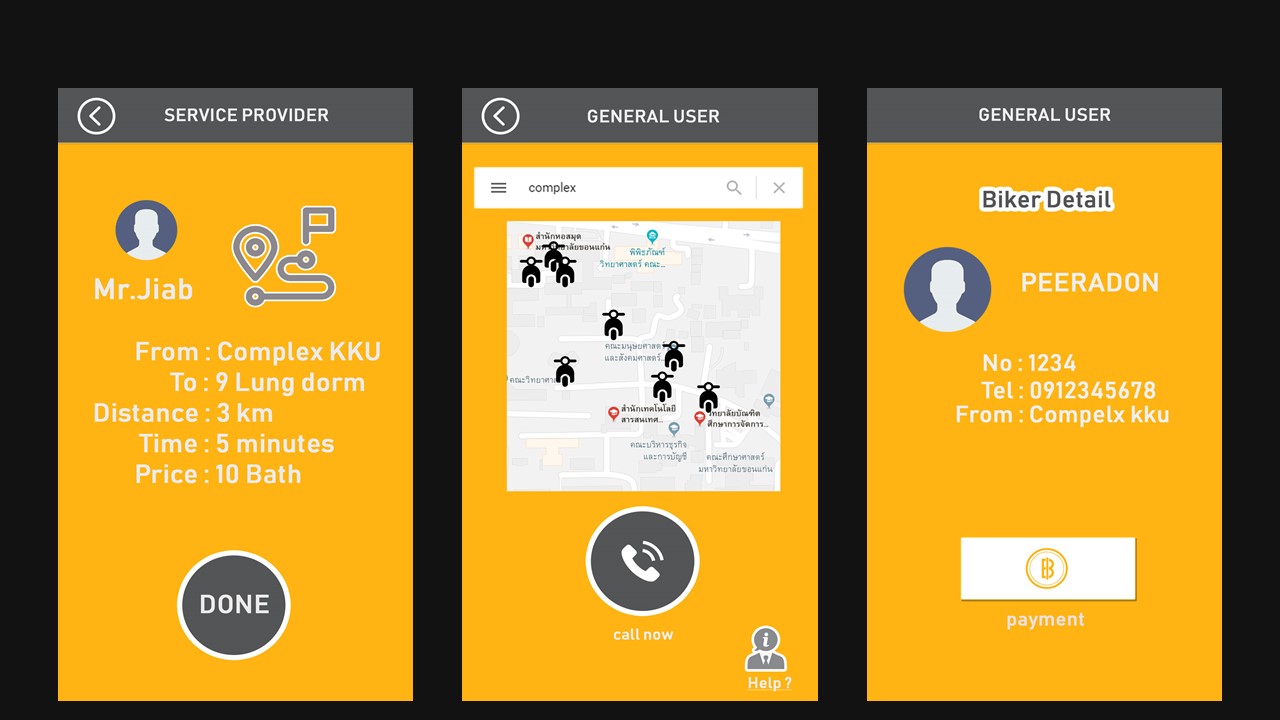 SERVICE PROVIDER
Mr.Jiab
From : Complex KKU
To : 9 Lung dorm
Distance : 3 km
Time : 5 minutes
Price : 10 Bath
DONE
GENERAL USER
complex
สำนักหอสมุด
มหาวิทยาลัยขอนแก่น
พิพิธภัณฑ์
วิทยาศาสตร์ คณะ...
คณะมนุษยศาสตร์
และสังคมศาสตร์...
คณะวิทยาศา
สำนักเทคโนโลยี
สารสนเทศ...
วิทยาลัยบัณฑิต
ศึกษาการจัดการ...
คณะบริหารธุรกิจ
และการบัญชี
คณะศึกษาศาสตร์
มหาวิทยาลัยขอนแก่น
call now
Help ?
GENERAL USER
Biker Detail
PEERADON
No : 1234
Tel : 0912345678
From : Compelx kku
payment